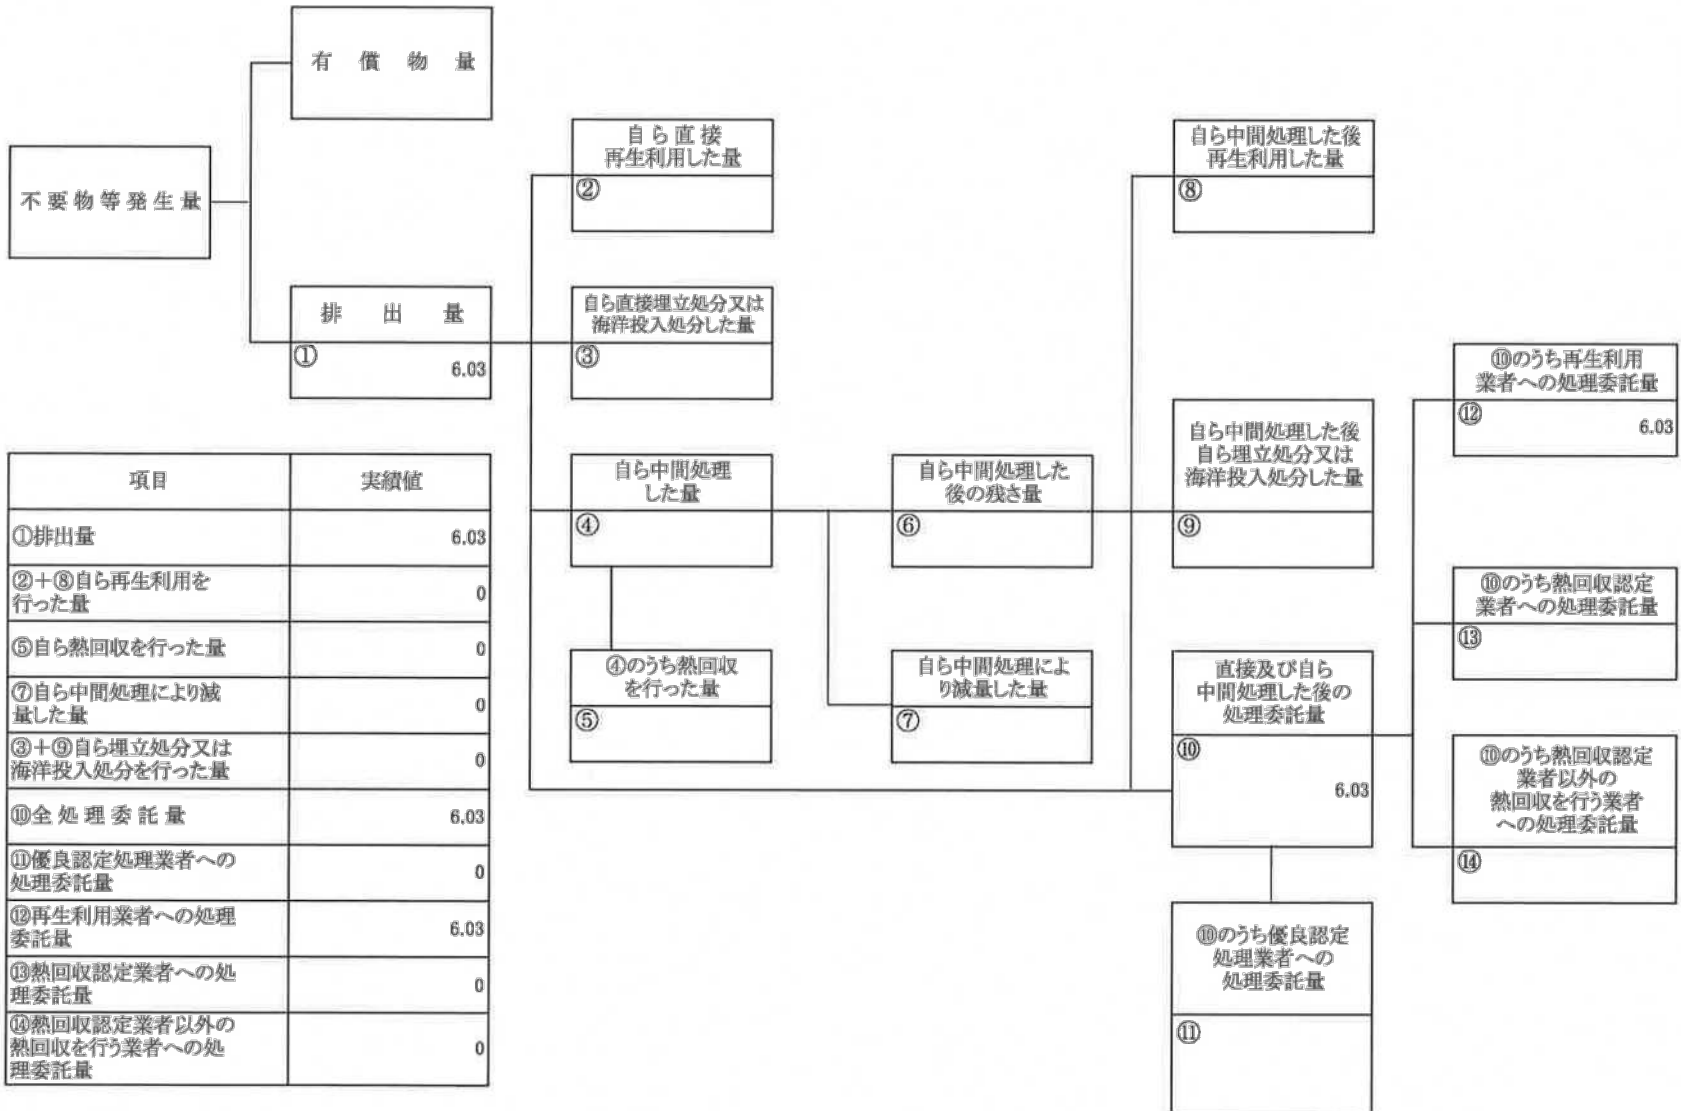 有償物量
不要物等発生量
排出量
①
6.03
自ら直接
再生利用した量
②
自ら直接埋立処分又は
海洋投入処分した量
③
自ら中間処理
した量
④
④のうち熱回収
を行った量
⑤
自ら中間処理した
後の残さ量
⑥
自ら中間処理によ
り減量した量
⑦
自ら中間処理した後
再生利用した量
⑧
自ら中間処理した後
自ら埋立処分又は
海洋投入処分した量
⑨
直接及び自ら
中間処理した後の
処理委託量
⑩
6.03
⑩のうち優良認定
処理業者への
処理委託量
⑪
⑩のうち再生利用
業者への処理委託量
⑫
6.03
⑩のうち熱回収認定
業者への処理委託量
⑬
⑩のうち熱回収認定
業者以外の
熱回収を行う業者
への処理委託量
⑭
項目 実績値
①排出量 6.03
②+⑧自ら再生利用を
行った量 0
⑤自ら熱回収を行った量 0
⑦自ら中間処理により減
量した量 0
③+⑨自ら埋立処分又は
海洋投入処分を行った量 0
⑩全処理委託量 6.03
⑪優良認定処理業者への
処理委託量 0
⑫再生利用業者への処理
委託量 6.03
⑬熱回収認定業者への処
理委託量 0
⑭熱回収認定業者以外の
熱回収を行う業者への処
理委託量 0